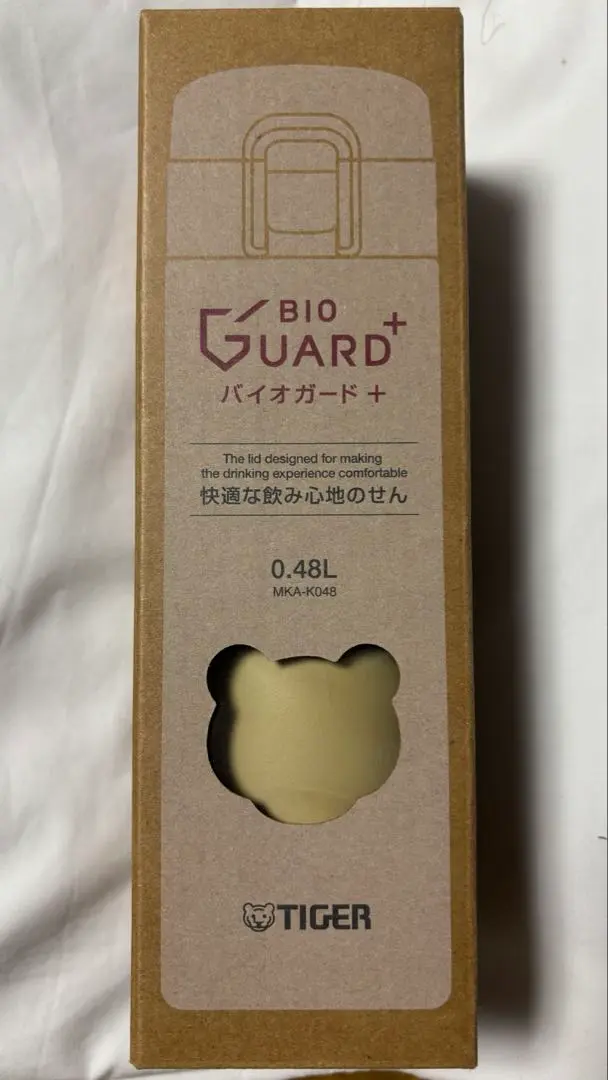 BIO
GUARD+
バイオガード＋
The lid designed for making
the drinking experience comfortable
快適な飲み心地のせん
0.48L
MKA-K048
TIGER